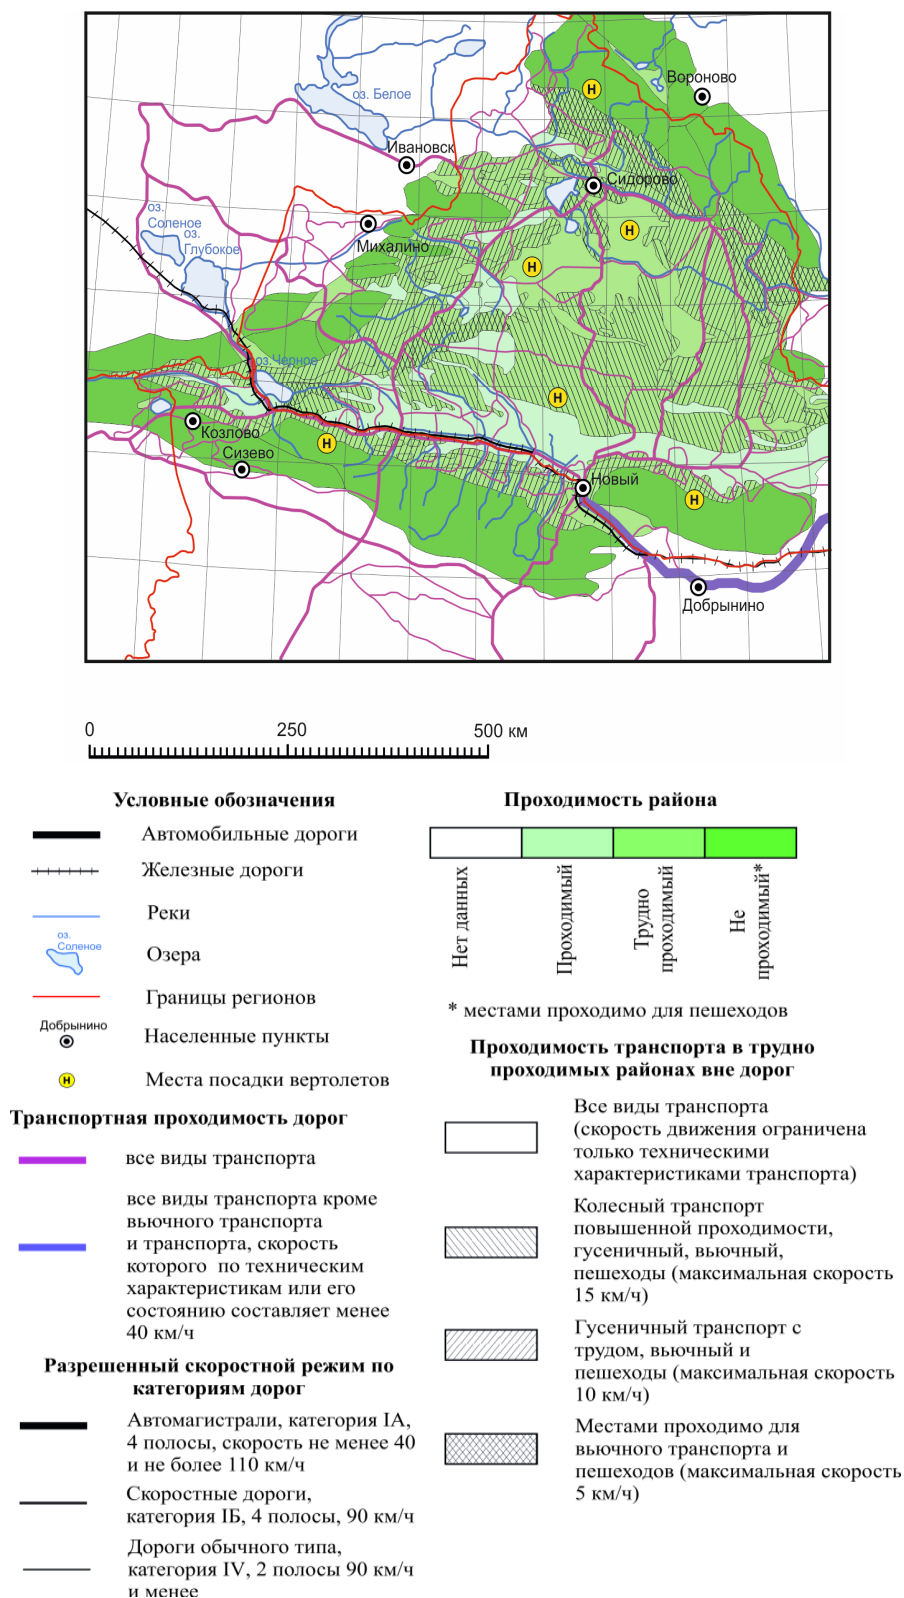 Вороново
оз. Белое
Ивановск
Сидорово
оз.
Соленое
оз.
Глубокое
Михалино
Н
Н
Н
оз.Черное
Н
Козлово
Н
Сизево
Новый
Н
Добрынино
0 250 500 км
Условные обозначения
Автомобильные дороги
Железные дороги
Реки
оз.
Соленое
Озера
Границы регионов
Добрынино
Населенные пункты
Н
Места посадки вертолетов
Транспортная проходимость дорог
все виды транспорта
все виды транспорта кроме
вьючного транспорта
и транспорта, скорость
которого по техническим
характеристикам или его
состоянию составляет менее
40 км/ч
Разрешенный скоростной режим по
категориям дорог
Автомагистрали, категория IА,
4 полосы, скорость не менее 40
и не более 110 км/ч
Скоростные дороги,
категория IБ, 4 полосы, 90 км/ч
Дороги обычного типа,
категория IV, 2 полосы 90 км/ч
и менее
Проходимость района
Нет данных
Проходимый
Трудно
проходимый
Не
проходимый*
* местами проходимо для пешеходов
Проходимость транспорта в трудно
проходимых районах вне дорог
Все виды транспорта
(скорость движения ограничена
только техническими
характеристиками транспорта)
Колесный транспорт
повышенной проходимости,
гусеничный, вьючный,
пешеходы (максимальная скорость
15 км/ч)
Гусеничный транспорт с
трудом, вьючный и
пешеходы (максимальная скорость
10 км/ч)
Местами проходимо для
вьючного транспорта и
пешеходов (максимальная скорость
5 км/ч)